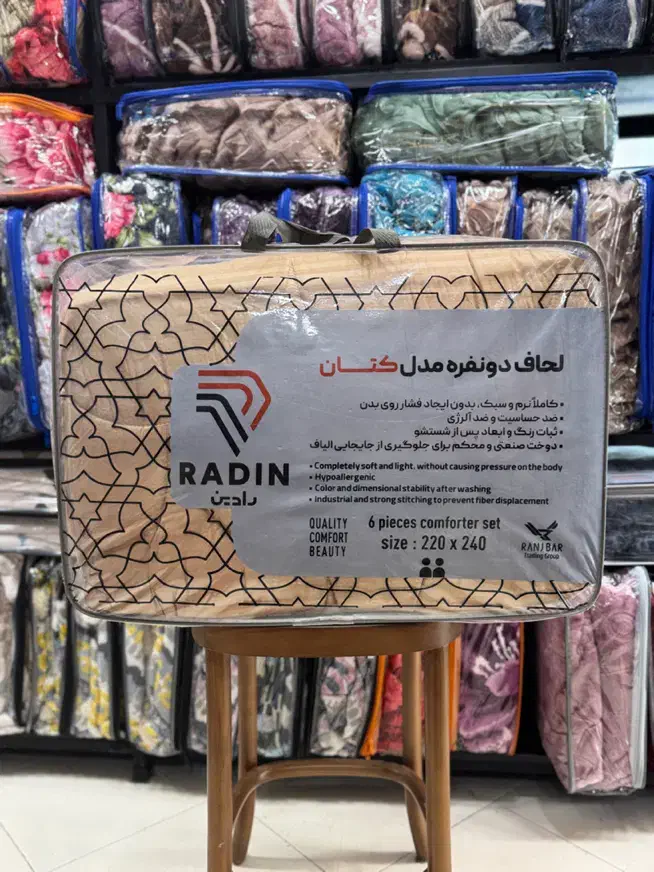 لحاف دونفره مدل کتان
• کاملاً نرم و سبک، بدون ایجاد فشار روی بدن
• ضد حساسیت و ضد آلرژی
• ثبات رنگ و ابعاد پس از شستشو
• دوخت صنعتی و محکم برای جلوگیری از جابجایی الیاف
RADIN
رادین
• Completely soft and light, without causing pressure on the body
• Hypoallergenic
• Color and dimensional stability after washing
• Industrial and strong stitching to prevent fiber displacement
QUALITY
COMFORT
BEAUTY
6 pieces comforter set
size : 220 x 240
RANJBAR
Trading Group